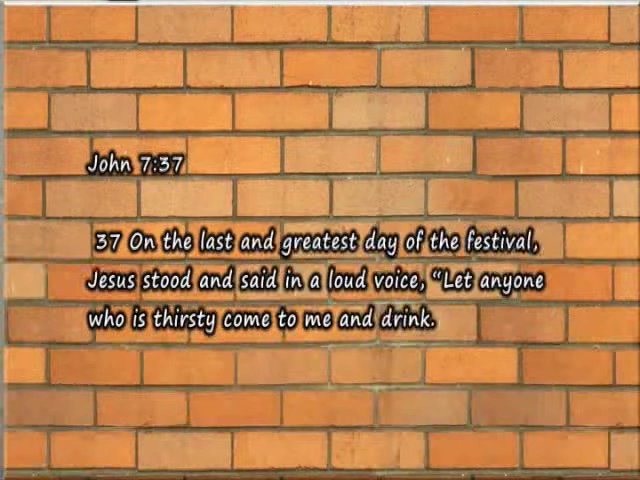 John 7:37
37 On the last and greatest day of the festival,
Jesus stood and said in a loud voice, “Let anyone
who is thirsty come to me and drink.